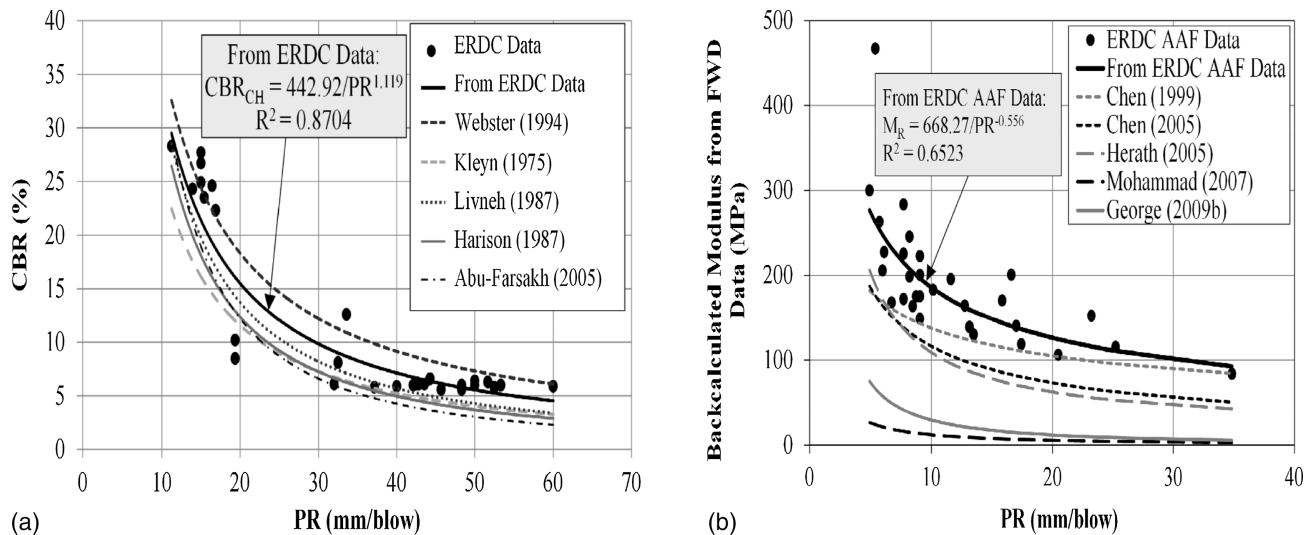 40
35
30
25
20
15
10
5
0
CBR (%)
0 10 20 30 40 50 60 70
PR (mm/blow)
(a)
From ERDC Data:
CBR_CH = 442.92/PR^1.119
R² = 0.8704
ERDC Data
From ERDC Data
Webster (1994)
Kleyn (1975)
Livneh (1987)
Harison (1987)
Abu-Farsakh (2005)
500
400
300
200
100
0
Backcalculated Modulus from FWD
Data (MPa)
0 10 20 30 40
PR (mm/blow)
(b)
From ERDC AAF Data:
M_R = 668.27/PR^-0.556
R² = 0.6523
ERDC AAF Data
From ERDC AAF Data
Chen (1999)
Chen (2005)
Herath (2005)
Mohammad (2007)
George (2009b)